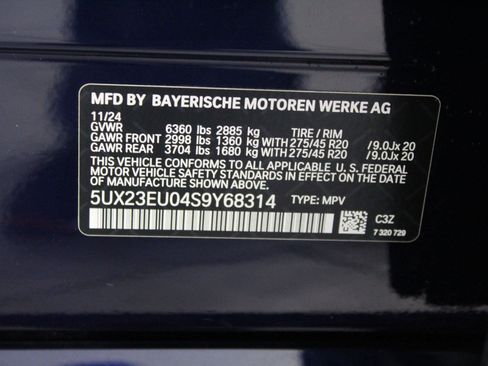 MFD BY BAYERISCHE MOTOREN WERKE AG
11/24
GVWR 6360 lbs 2885 kg TIRE / RIM
GAWR FRONT 2998 lbs 1360 kg WITH 275/45 R20 / 9.0Jx 20
GAWR REAR 3704 lbs 1680 kg WITH 275/45 R20 / 9.0Jx 20
THIS VEHICLE CONFORMS TO ALL APPLICABLE U. S. FEDERAL
MOTOR VEHICLE SAFETY STANDARDS IN EFFECT ON THE
DATE OF MANUFACTURE SHOWN ABOVE.
5UX23EU04S9Y68314 TYPE: MPV
C3Z
7 320 729